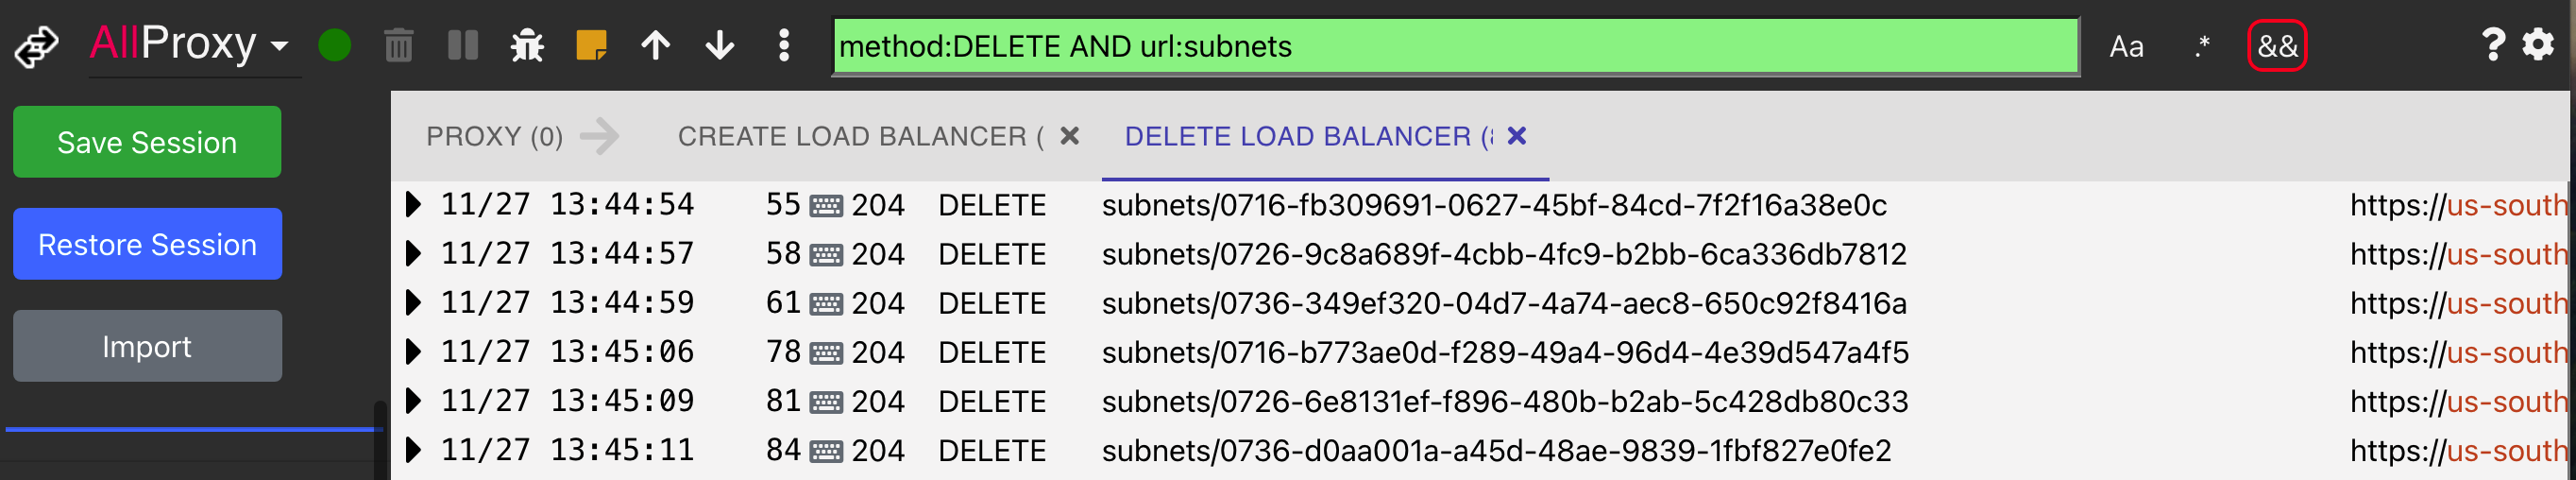 AllProxy method:DELETE AND url:subnets Aa .* && ?
Save Session
Restore Session
Import
PROXY (0) CREATE LOAD BALANCER ( DELETE LOAD BALANCER (
11/27 13:44:54 55 204 DELETE subnets/0716-fb309691-0627-45bf-84cd-7f2f16a38e0c https://us-south
11/27 13:44:57 58 204 DELETE subnets/0726-9c8a689f-4cbb-4fc9-b2bb-6ca336db7812 https://us-south
11/27 13:44:59 61 204 DELETE subnets/0736-349ef320-04d7-4a74-aec8-650c92f8416a https://us-south
11/27 13:45:06 78 204 DELETE subnets/0716-b773ae0d-f289-49a4-96d4-4e39d547a4f5 https://us-south
11/27 13:45:09 81 204 DELETE subnets/0726-6e8131ef-f896-480b-b2ab-5c428db80c33 https://us-south
11/27 13:45:11 84 204 DELETE subnets/0736-d0aa001a-a45d-48ae-9839-1fbf827e0fe2 https://us-south